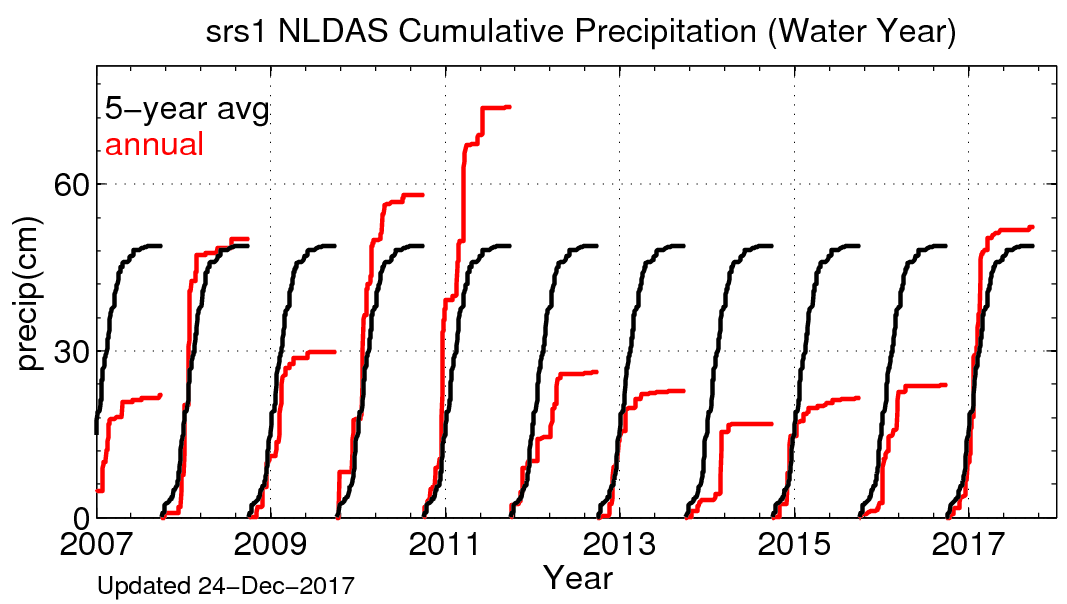 srs1 NLDAS Cumulative Precipitation (Water Year)
5−year avg
annual
60
30
0
precip(cm)
2007 2009 2011 2013 2015 2017
Year
Updated 24−Dec−2017